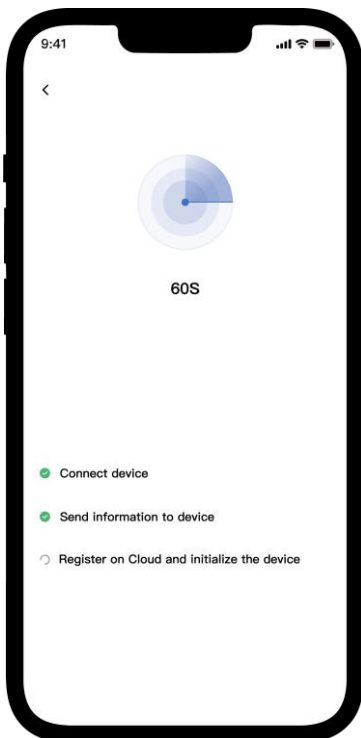 9:41
60S
Connect device
Send information to device
Register on Cloud and initialize the device